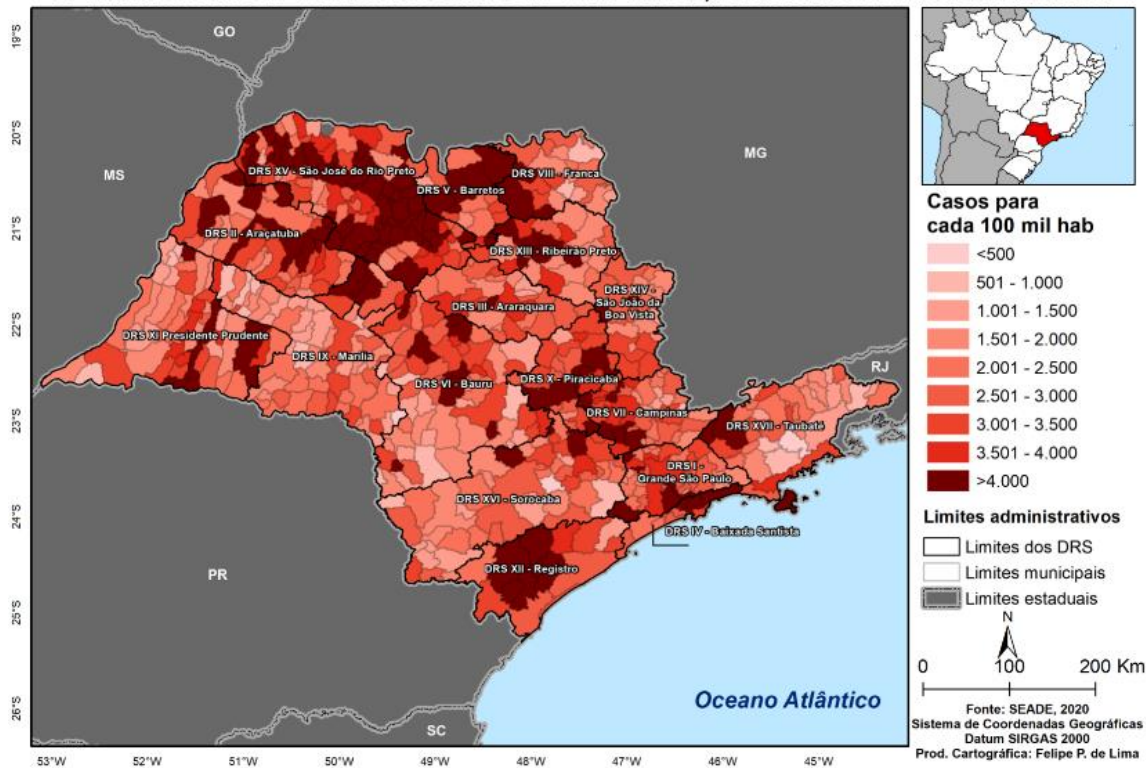 19°S
20°S
21°S
22°S
23°S
24°S
25°S
26°S
53°W
52°W
51°W
50°W
49°W
48°W
47°W
46°W
45°W
GO
MS
MG
RJ
PR
SC
DRS XV - São José do Rio Preto
DRS V - Barretos
DRS VIII - Franca
DRS II - Araçatuba
DRS XIII - Ribeirão Preto
DRS III - Araraquara
DRS XIV -
São João da
Boa Vista
DRS XI Presidente Prudente
DRS IX - Marília
DRS VI - Bauru
DRS X - Piracicaba
DRS VII - Campinas
DRS XVII - Taubaté
DRS I -
Grande São Paulo
DRS XVI - Sorocaba
DRS IV - Baixada Santista
DRS XII - Registro
Oceano Atlântico
Casos para
cada 100 mil hab
<500
501 - 1.000
1.001 - 1.500
1.501 - 2.000
2.001 - 2.500
2.501 - 3.000
3.001 - 3.500
3.501 - 4.000
>4.000
Limites administrativos
Limites dos DRS
Limites municipais
Limites estaduais
N
0 100 200 Km
Fonte: SEADE, 2020
Sistema de Coordenadas Geográficas
Datum SIRGAS 2000
Prod. Cartográfica: Felipe P. de Lima